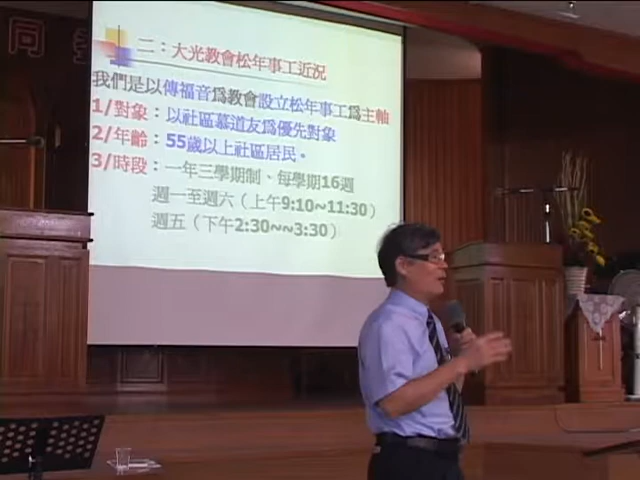 同
二：大光教會松年事工近況
我們是以傳福音為教會設立松年事工為主軸
1/對象：以社區慕道友為優先對象
2/年齡：55歲以上社區居民。
3/時段：一年三學期制、每學期16週
週一至週六（上午9:10~~11:30）
週五（下午2:30~~3:30）